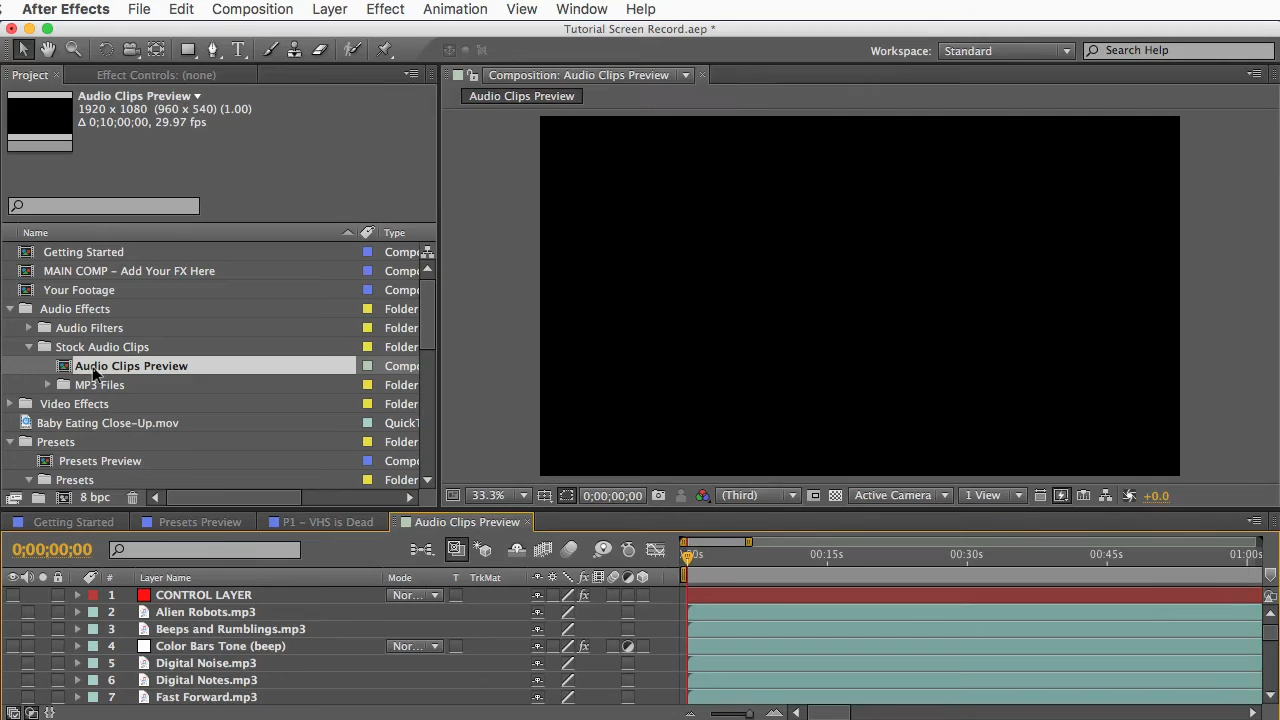 After Effects File Edit Composition Layer Effect Animation View Window Help
Tutorial Screen Record.aep *
T Workspace: Standard Search Help
Project × Effect Controls: (none) Composition: Audio Clips Preview ×
Audio Clips Preview
Audio Clips Preview
1920 x 1080 (960 x 540) (1.00)
Δ 0;10;00;00, 29.97 fps
Name Type
Getting Started Compo
MAIN COMP – Add Your FX Here Compo
Your Footage Compo
Audio Effects Folder
Audio Filters Folder
Stock Audio Clips Folder
Audio Clips Preview Compo
MP3 Files Folder
Video Effects Folder
Baby Eating Close-Up.mov QuickT
Presets Folder
Presets Preview Compo
Presets Folder
8 bpc 33.3% 0;00;00;00 (Third) Active Camera 1 View +0.0
Getting Started Presets Preview P1 – VHS is Dead Audio Clips Preview ×
0;00;00;00 00s 00:15s 00:30s 00:45s 01:00s
# Layer Name Mode T TrkMat fx
1 CONTROL LAYER Nor... fx
2 Alien Robots.mp3
3 Beeps and Rumblings.mp3
4 Color Bars Tone (beep) Nor... fx
5 Digital Noise.mp3
6 Digital Notes.mp3
7 Fast Forward.mp3